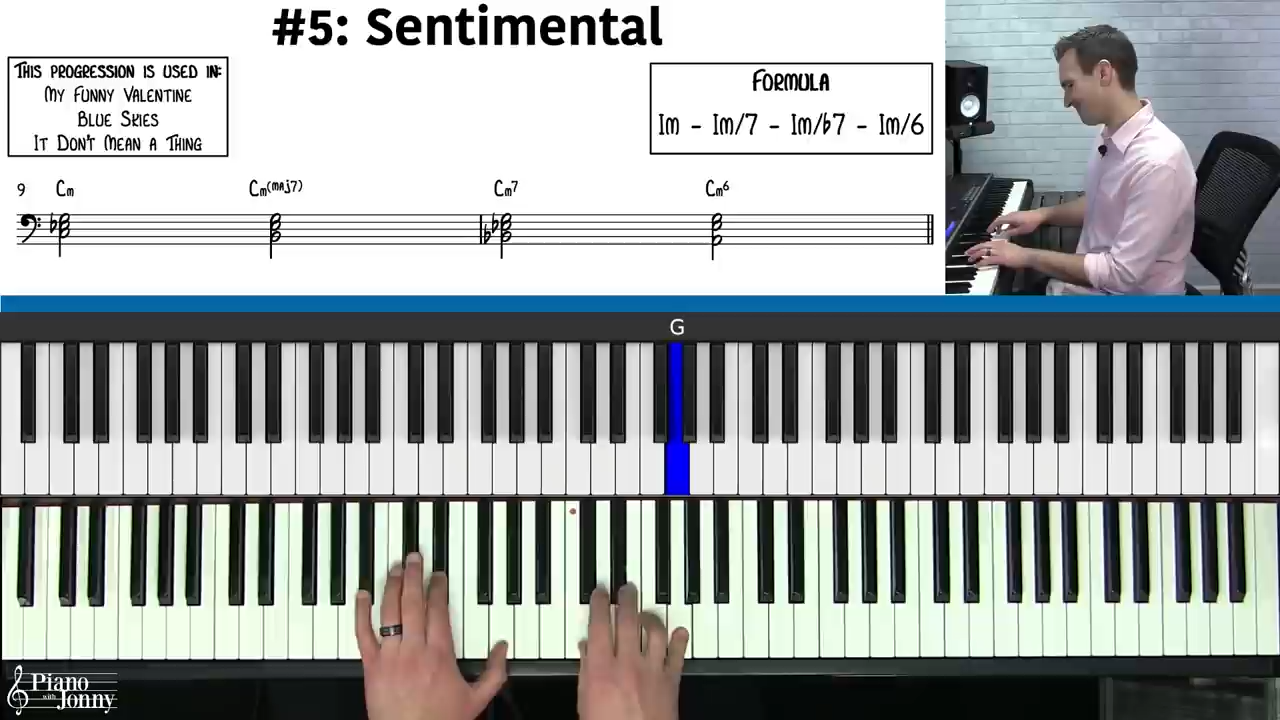 #5: Sentimental
This progression is used in:
My Funny Valentine
Blue Skies
It Don't Mean a Thing
Formula
Im - Im/7 - Im/♭7 - Im/6
9 Cm Cm(maj7) Cm7 Cm6
G
Piano
with
Jonny